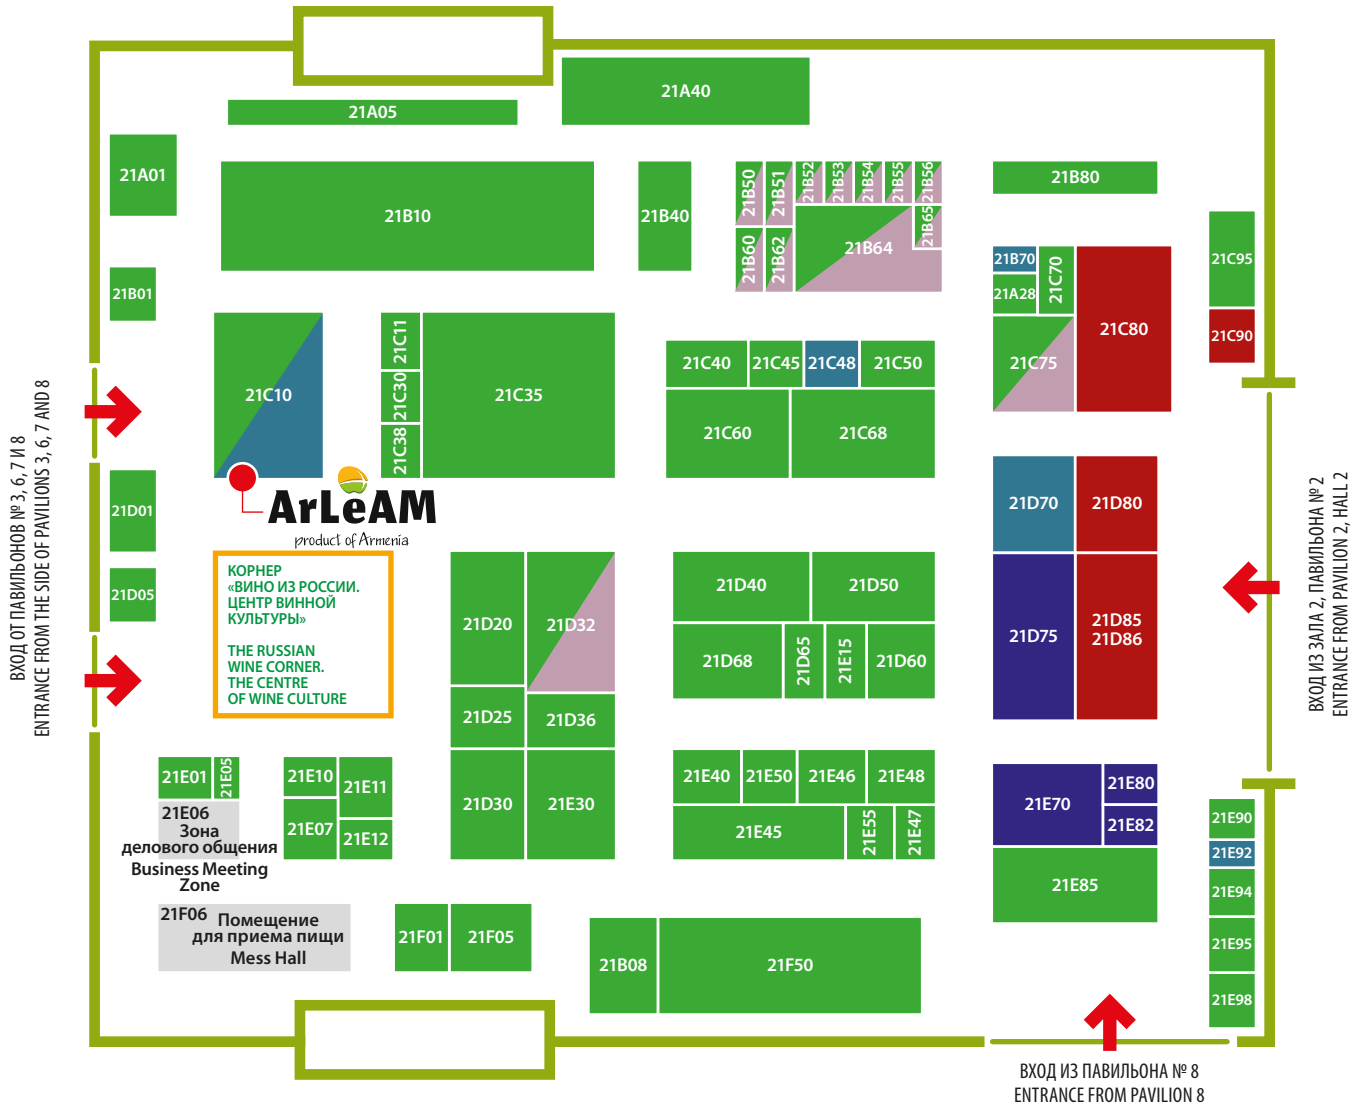 21A40
21A05
21A01
21B10
21B40
21B50
21B51
21B52
21B53
21B54
21B55
21B56
21B60
21B62
21B64
21B65
21B80
21B01
21B70
21A28
21C70
21C80
21C75
21C95
21C90
21C10
21C11
21C30
21C38
21C35
21C40
21C45
21C48
21C50
21C60
21C68
ArLeAM
product of Armenia
21D01
21D05
КОРНЕР
«ВИНО ИЗ РОССИИ.
ЦЕНТР ВИННОЙ
КУЛЬТУРЫ»
THE RUSSIAN
WINE CORNER.
THE CENTRE
OF WINE CULTURE
21D20
21D32
21D25
21D36
21D30
21E30
21D40
21D50
21D68
21D65
21E15
21D60
21D70
21D80
21D75
21D85
21D86
21E01
21E05
21E06
Зона
делового общения
Business Meeting
Zone
21E10
21E11
21E07
21E12
21E40
21E50
21E46
21E48
21E45
21E55
21E47
21E70
21E80
21E82
21E85
21E90
21E92
21E94
21E95
21E98
21F06
Помещение
для приема пищи
Mess Hall
21F01
21F05
21B08
21F50
ВХОД ОТ ПАВИЛЬОНОВ № 3, 6, 7 И 8
ENTRANCE FROM THE SIDE OF PAVILIONS 3, 6, 7 AND 8
ВХОД ИЗ ЗАЛА 2, ПАВИЛЬОНА № 2
ENTRANCE FROM PAVILION 2, HALL 2
ВХОД ИЗ ПАВИЛЬОНА № 8
ENTRANCE FROM PAVILION 8